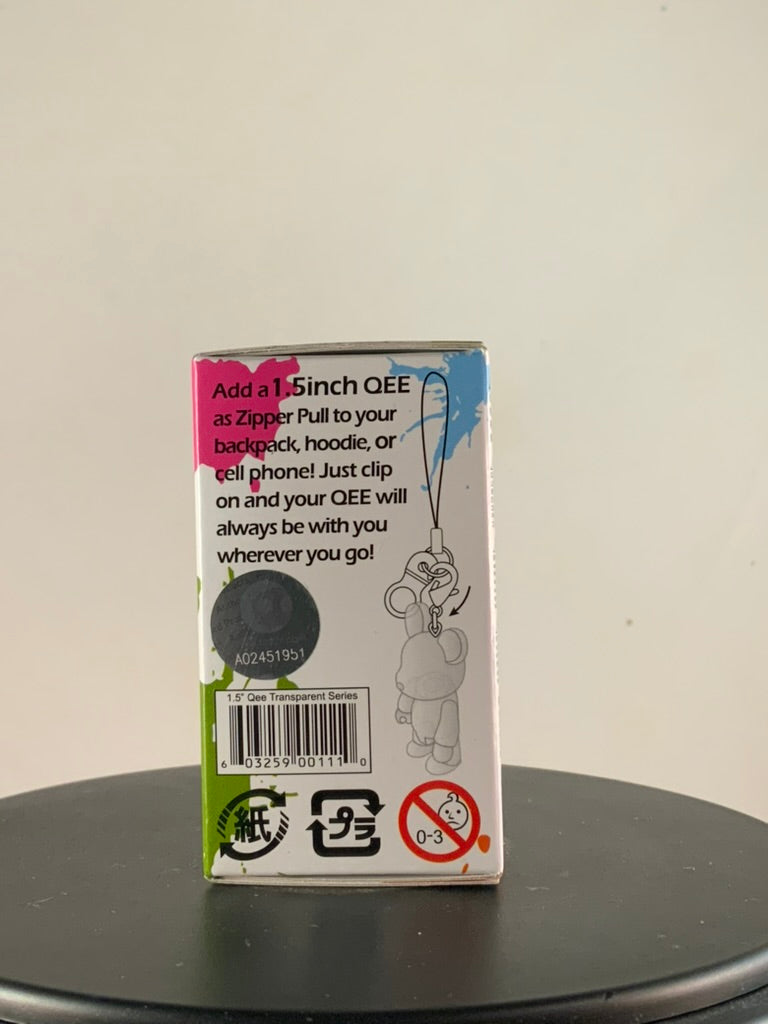 Add a 1.5inch QEE
as Zipper Pull to your
backpack, hoodie, or
cell phone! Just clip
on and your QEE will
always be with you
wherever you go!
A02451951
1.5" Qee Transparent Series
6 03259 00111 0
紙
プラ
0-3